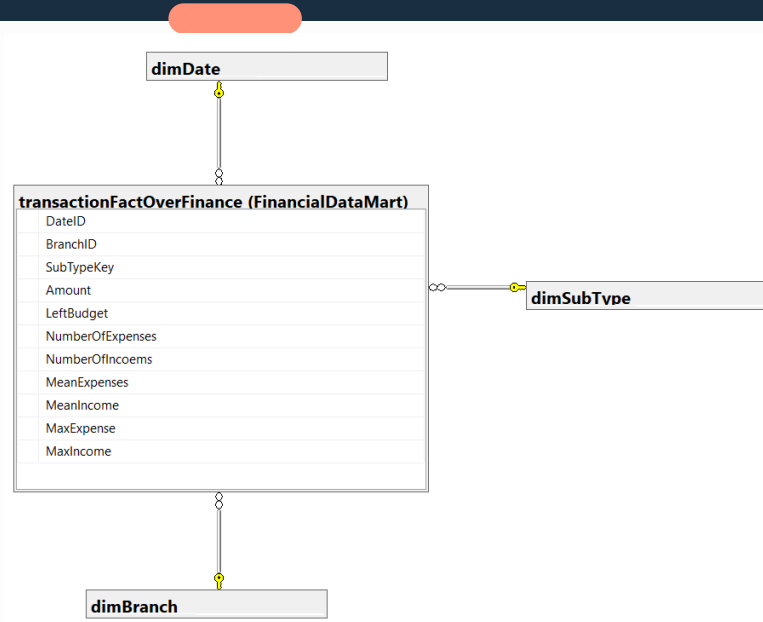 dimDate
transactionFactOverFinance (FinancialDataMart)
DateID
BranchID
SubTypeKey
Amount
LeftBudget
NumberOfExpenses
NumberOfIncoems
MeanExpenses
MeanIncome
MaxExpense
MaxIncome
dimSubType
dimBranch